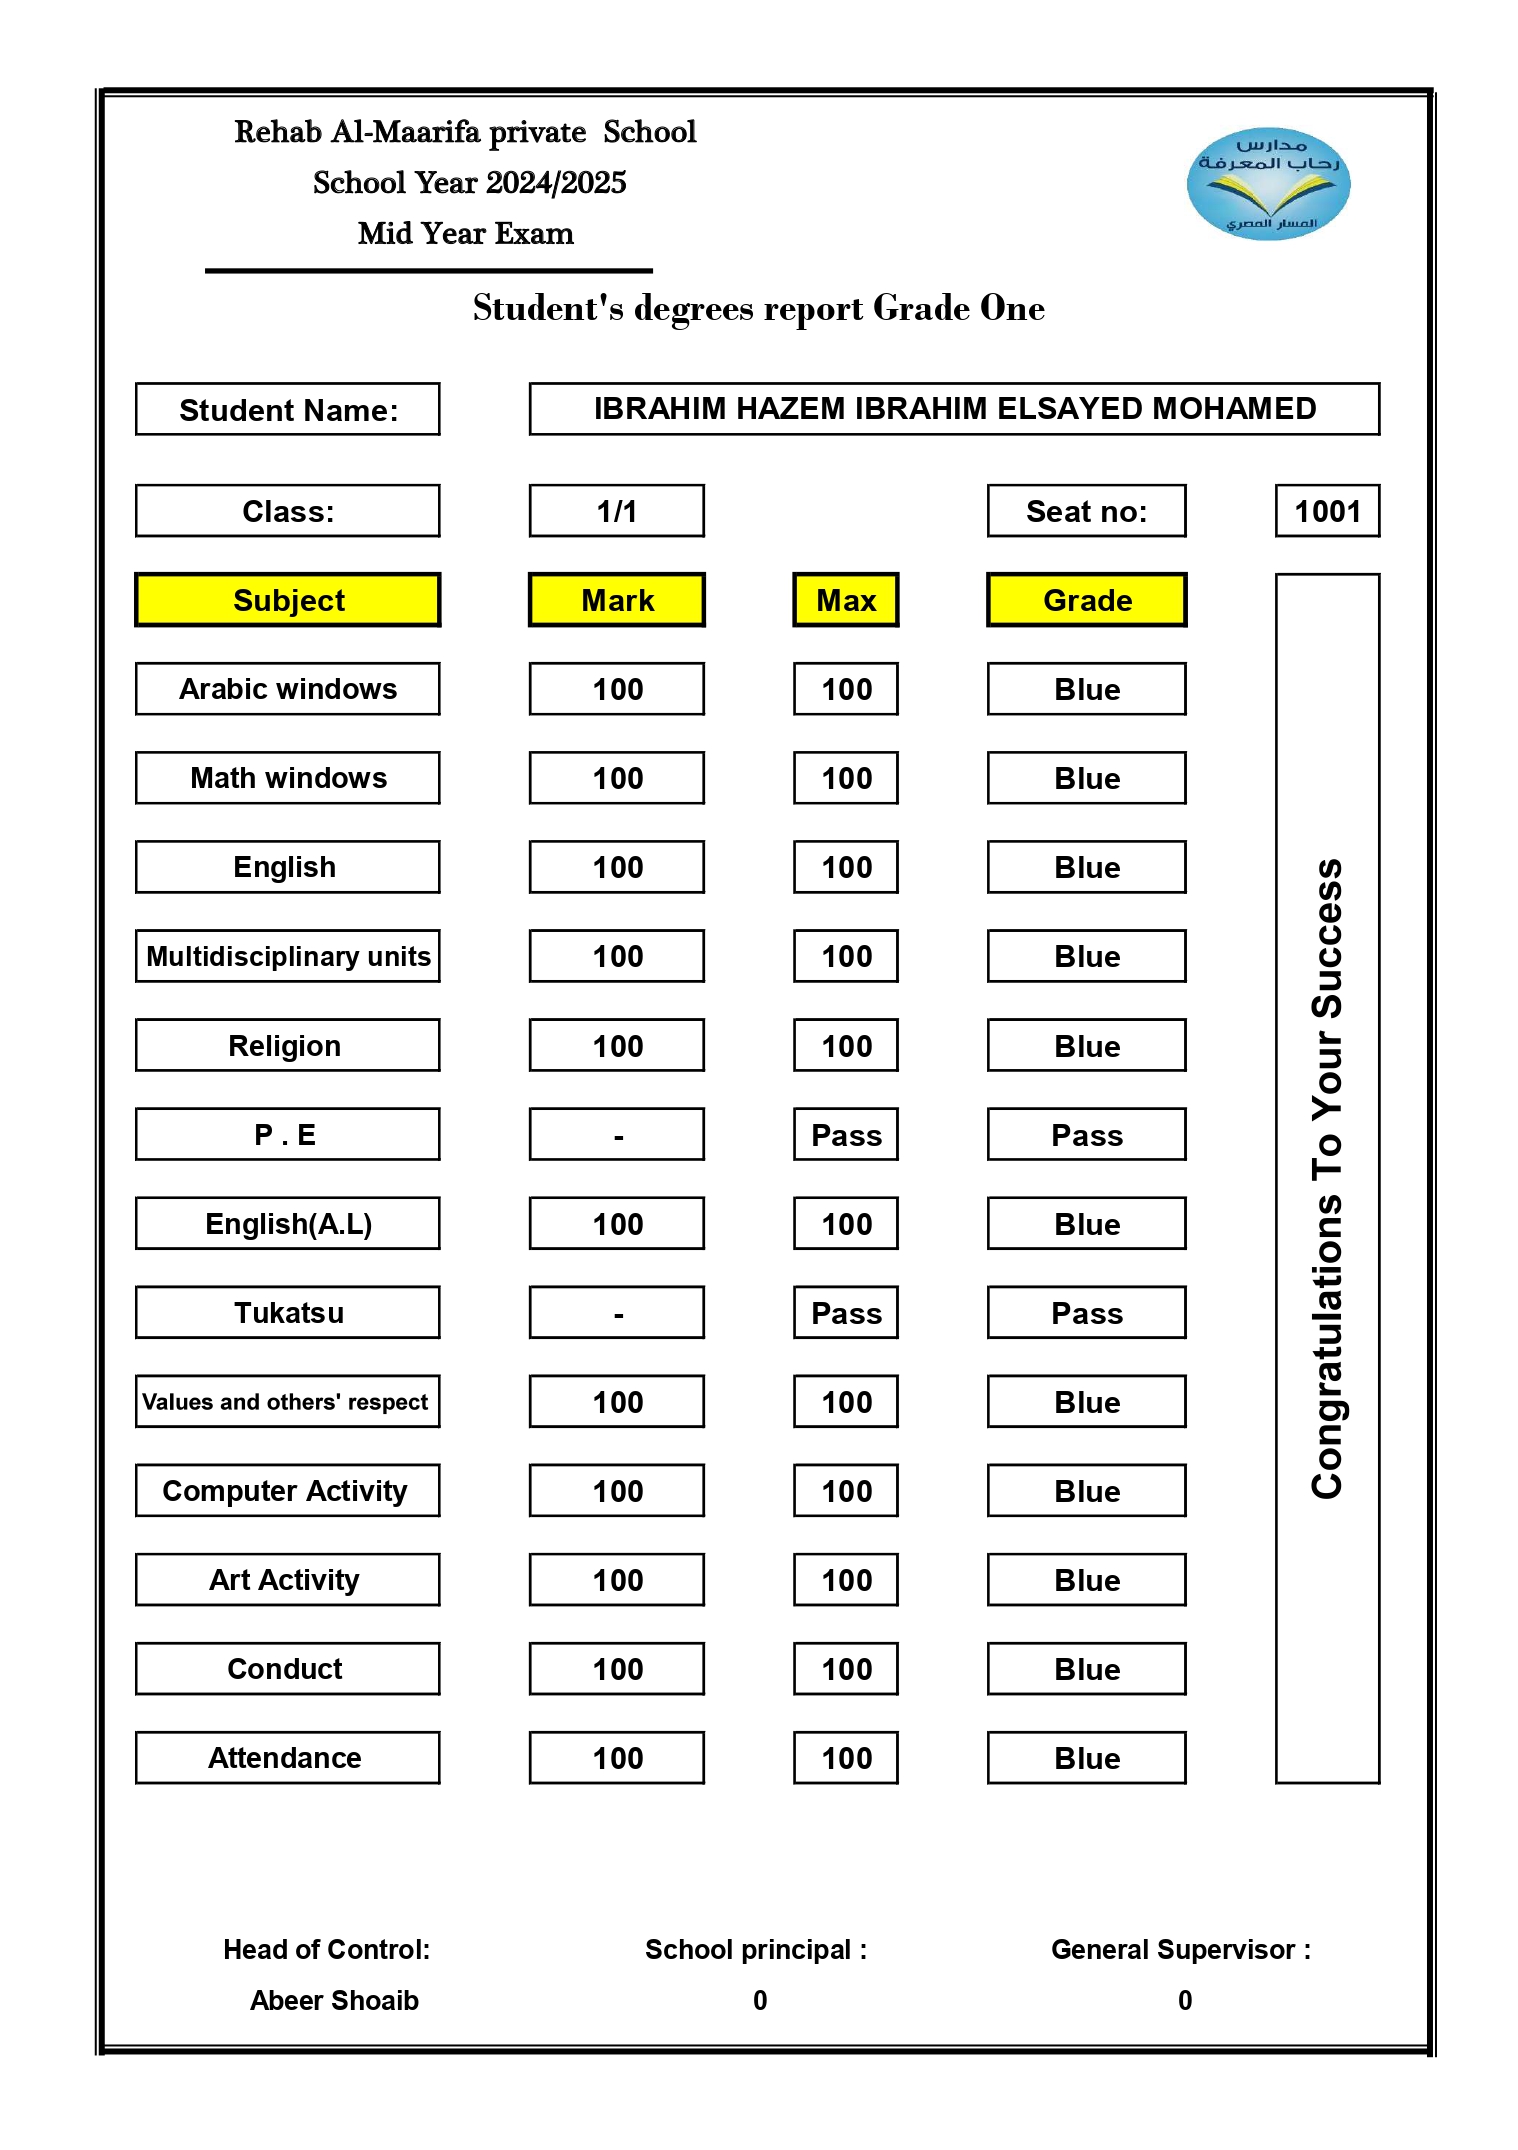 Rehab Al-Maarifa private School
School Year 2024/2025
Mid Year Exam
مدارس
رحاب المعرفة
المسار المصري
Student's degrees report Grade One
Student Name: IBRAHIM HAZEM IBRAHIM ELSAYED MOHAMED
Class: 1/1 Seat no: 1001
Subject Mark Max Grade
Arabic windows 100 100 Blue
Math windows 100 100 Blue
English 100 100 Blue
Multidisciplinary units 100 100 Blue
Religion 100 100 Blue
P . E - Pass Pass
English(A.L) 100 100 Blue
Tukatsu - Pass Pass
Values and others' respect 100 100 Blue
Computer Activity 100 100 Blue
Art Activity 100 100 Blue
Conduct 100 100 Blue
Attendance 100 100 Blue
Congratulations To Your Success
Head of Control: School principal : General Supervisor :
Abeer Shoaib 0 0